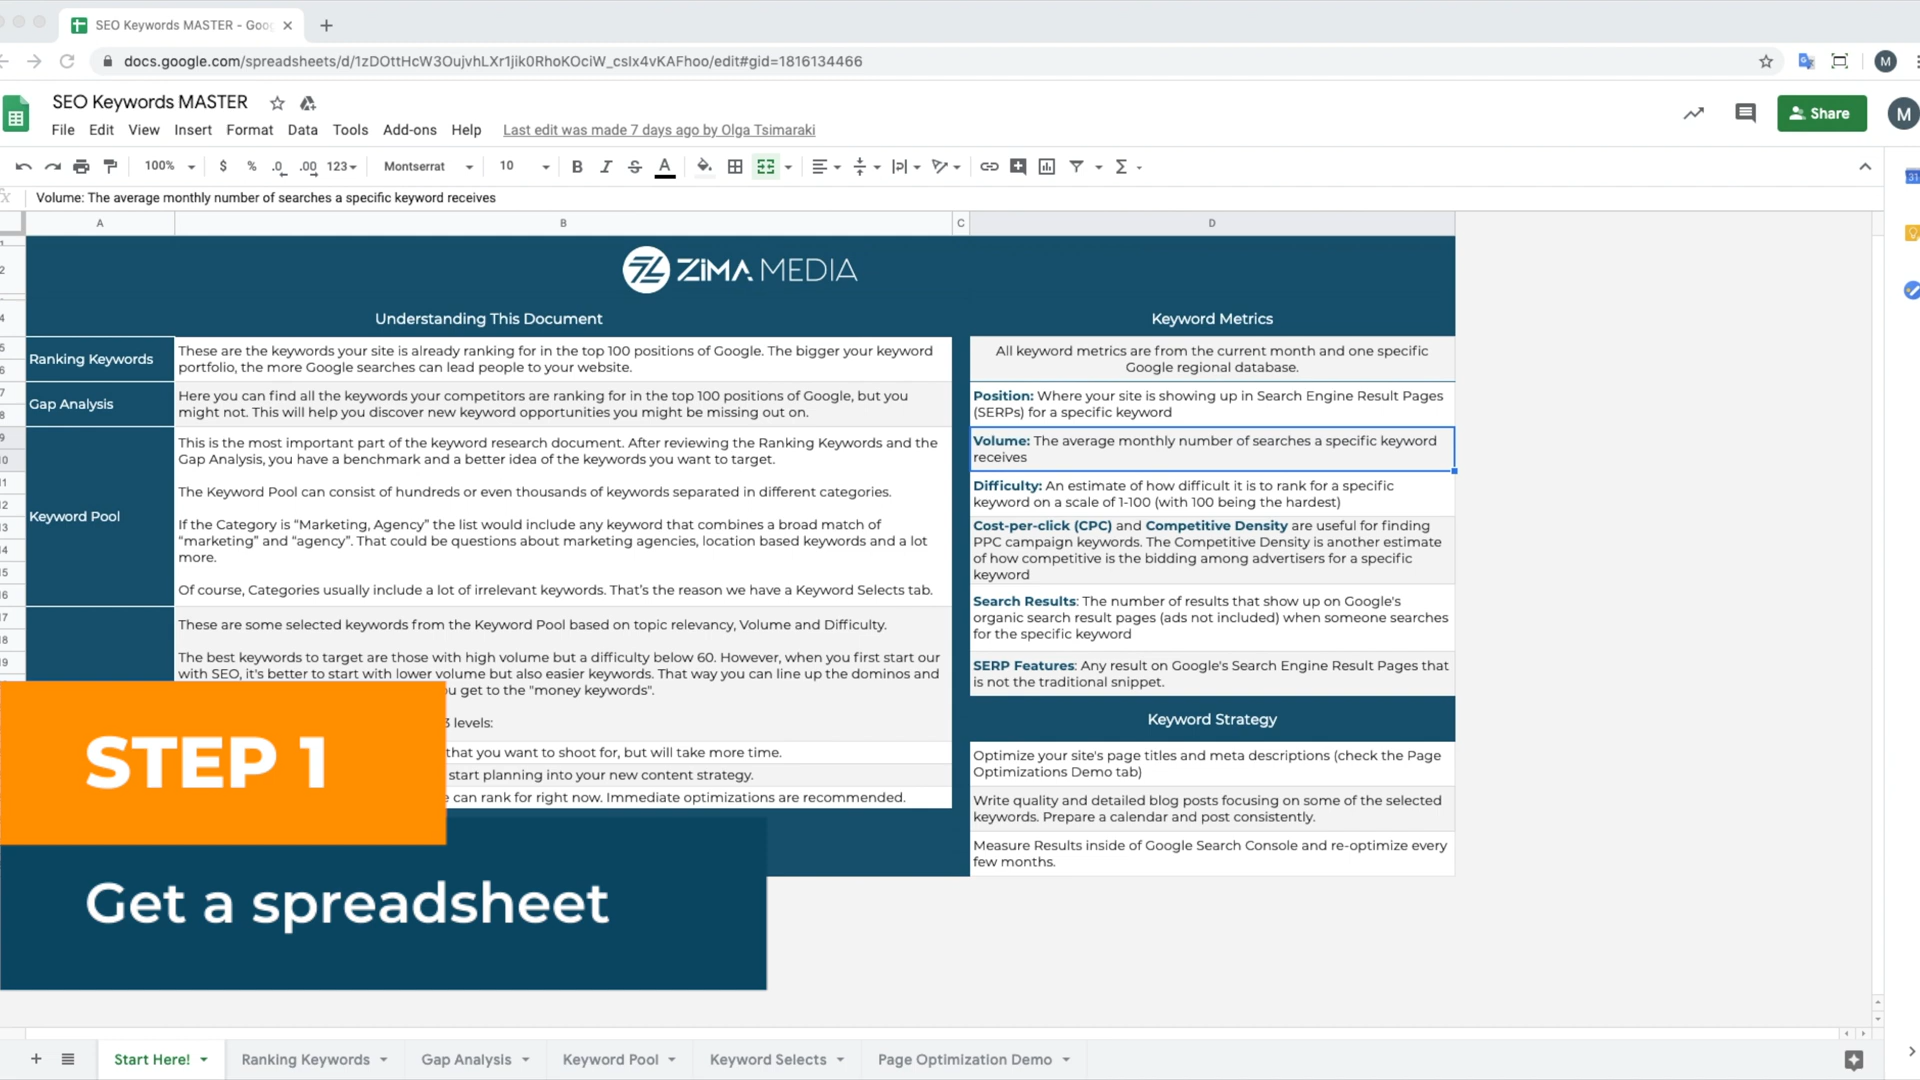 SEO Keywords MASTER - Goo
docs.google.com/spreadsheets/d/1zDOttHcW3OujvhLXr1jik0RhoKOciW_csIx4vKAFhoo/edit#gid=1816134466
M
SEO Keywords MASTER
File Edit View Insert Format Data Tools Add-ons Help Last edit was made 7 days ago by Olga Tsimaraki
Share
M
100% $ % .0 .00 123 Montserrat 10 B I S A Σ
31
fx Volume: The average monthly number of searches a specific keyword receives
A B C D
ZIMA MEDIA
Understanding This Document
Ranking Keywords
These are the keywords your site is already ranking for in the top 100 positions of Google. The bigger your keyword
portfolio, the more Google searches can lead people to your website.
Gap Analysis
Here you can find all the keywords your competitors are ranking for in the top 100 positions of Google, but you
might not. This will help you discover new keyword opportunities you might be missing out on.
Keyword Pool
This is the most important part of the keyword research document. After reviewing the Ranking Keywords and the
Gap Analysis, you have a benchmark and a better idea of the keywords you want to target.
The Keyword Pool can consist of hundreds or even thousands of keywords separated in different categories.
If the Category is “Marketing, Agency” the list would include any keyword that combines a broad match of
“marketing” and “agency”. That could be questions about marketing agencies, location based keywords and a lot
more.
Of course, Categories usually include a lot of irrelevant keywords. That’s the reason we have a Keyword Selects tab.
These are some selected keywords from the Keyword Pool based on topic relevancy, Volume and Difficulty.
The best keywords to target are those with high volume but a difficulty below 60. However, when you first start our
with SEO, it's better to start with lower volume but also easier keywords. That way you can line up the dominos and
u get to the "money keywords".
levels:
that you want to shoot for, but will take more time.
start planning into your new content strategy.
can rank for right now. Immediate optimizations are recommended.
Keyword Metrics
All keyword metrics are from the current month and one specific
Google regional database.
Position: Where your site is showing up in Search Engine Result Pages
(SERPs) for a specific keyword
Volume: The average monthly number of searches a specific keyword
receives
Difficulty: An estimate of how difficult it is to rank for a specific
keyword on a scale of 1-100 (with 100 being the hardest)
Cost-per-click (CPC) and Competitive Density are useful for finding
PPC campaign keywords. The Competitive Density is another estimate
of how competitive is the bidding among advertisers for a specific
keyword
Search Results: The number of results that show up on Google's
organic search result pages (ads not included) when someone searches
for the specific keyword
SERP Features: Any result on Google's Search Engine Result Pages that
is not the traditional snippet.
Keyword Strategy
Optimize your site's page titles and meta descriptions (check the Page
Optimizations Demo tab)
Write quality and detailed blog posts focusing on some of the selected
keywords. Prepare a calendar and post consistently.
Measure Results inside of Google Search Console and re-optimize every
few months.
STEP 1
Get a spreadsheet
Start Here! Ranking Keywords Gap Analysis Keyword Pool Keyword Selects Page Optimization Demo